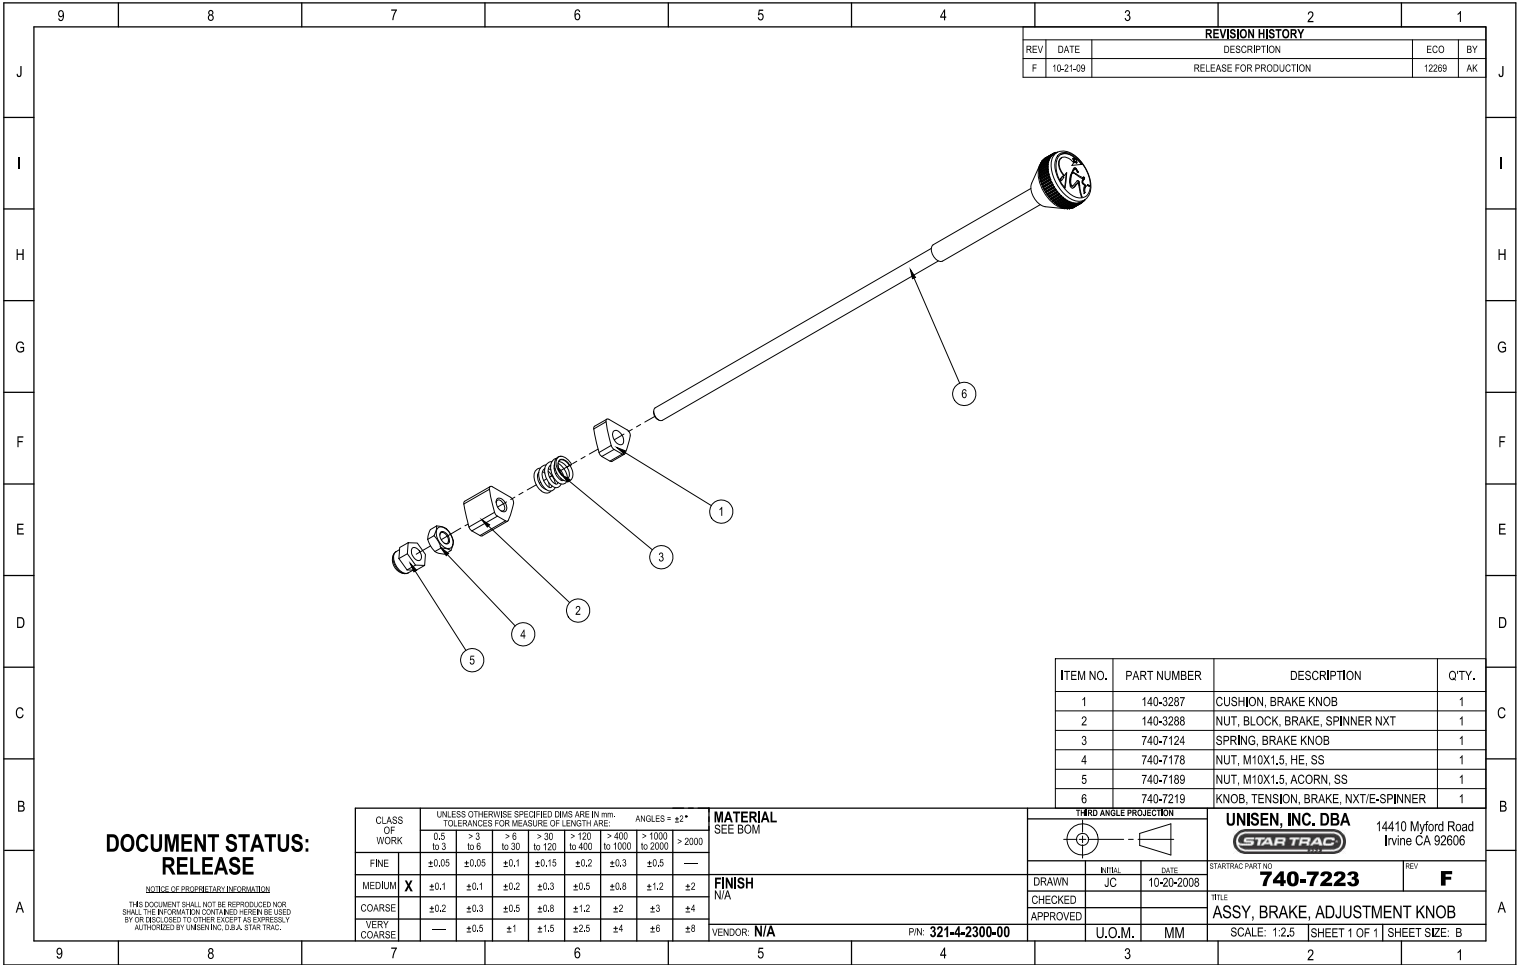 9 8 7 6 5 4 3 2 1
REVISION HISTORY
REV DATE DESCRIPTION ECO BY
F 10-21-09 RELEASE FOR PRODUCTION 12269 AK
J J
I I
H H
G G
6
F F
1
E E
3
2
4
D D
5
ITEM NO. PART NUMBER DESCRIPTION Q'TY.
1 140-3287 CUSHION, BRAKE KNOB 1
C C
2 140-3288 NUT, BLOCK, BRAKE, SPINNER NXT 1
3 740-7124 SPRING, BRAKE KNOB 1
4 740-7178 NUT, M10X1.5, HE, SS 1
5 740-7189 NUT, M10X1.5, ACORN, SS 1
6 740-7219 KNOB, TENSION, BRAKE, NXT/E-SPINNER 1
B B
DOCUMENT STATUS:
RELEASE
NOTICE OF PROPRIETARY INFORMATION
THIS DOCUMENT SHALL NOT BE REPRODUCED NOR
SHALL THE INFORMATION CONTAINED HEREIN BE USED
BY OR DISCLOSED TO OTHER EXCEPT AS EXPRESSLY
AUTHORIZED BY UNISEN INC, D.B.A. STAR TRAC.
CLASS
OF
WORK
UNLESS OTHERWISE SPECIFIED DIMS ARE IN mm. ANGLES = ±2°
TOLERANCES FOR MEASURE OF LENGTH ARE:
0.5 to 3 > 3 to 6 > 6 to 30 > 30 to 120 > 120 to 400 > 400 to 1000 > 1000 to 2000 > 2000
FINE ±0.05 ±0.05 ±0.1 ±0.15 ±0.2 ±0.3 ±0.5 —
MEDIUM X ±0.1 ±0.1 ±0.2 ±0.3 ±0.5 ±0.8 ±1.2 ±2
COARSE ±0.2 ±0.3 ±0.5 ±0.8 ±1.2 ±2 ±3 ±4
VERY COARSE — ±0.5 ±1 ±1.5 ±2.5 ±4 ±6 ±8
MATERIAL
SEE BOM
FINISH
N/A
VENDOR: N/A P/N: 321-4-2300-00
THIRD ANGLE PROJECTION
INITIAL DATE
DRAWN JC 10-20-2008
CHECKED
APPROVED
U.O.M. MM
UNISEN, INC. DBA
STAR TRAC
14410 Myford Road
Irvine CA 92606
STARTRAC PART NO
740-7223
REV
F
TITLE
ASSY, BRAKE, ADJUSTMENT KNOB
SCALE: 1:2.5 SHEET 1 OF 1 SHEET SIZE: B
A A
9 8 7 6 5 4 3 2 1